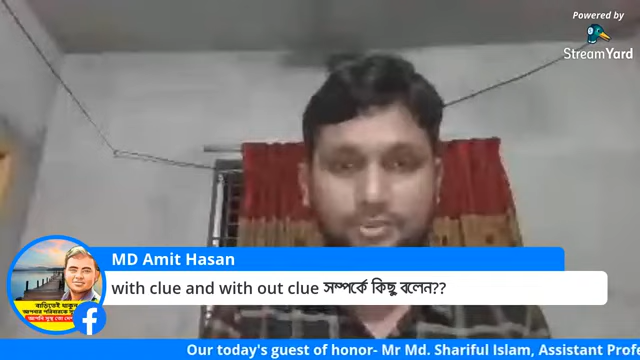 Powered by
StreamYard
MD Amit Hasan
with clue and with out clue সম্পর্কে কিছু বলেন??
বাড়িতেই থাকুন
Our today's guest of honor- Mr Md. Shariful Islam, Assistant Profe